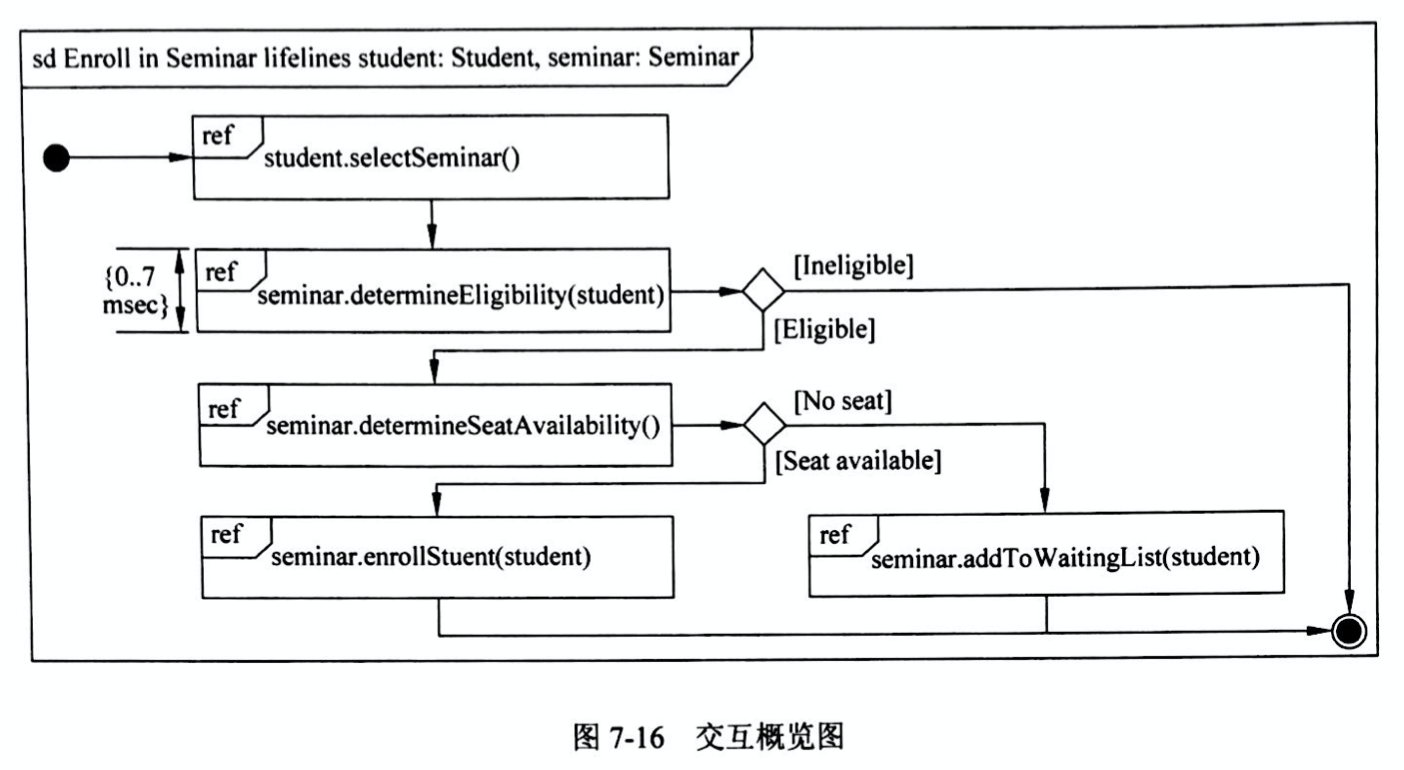 sd Enroll in Seminar lifelines student: Student, seminar: Seminar
ref
student.selectSeminar()
{0..7
msec}
ref
seminar.determineEligibility(student)
[Ineligible]
[Eligible]
ref
seminar.determineSeatAvailability()
[No seat]
[Seat available]
ref
seminar.enrollStuent(student)
ref
seminar.addToWaitingList(student)
图 7-16 交互概览图